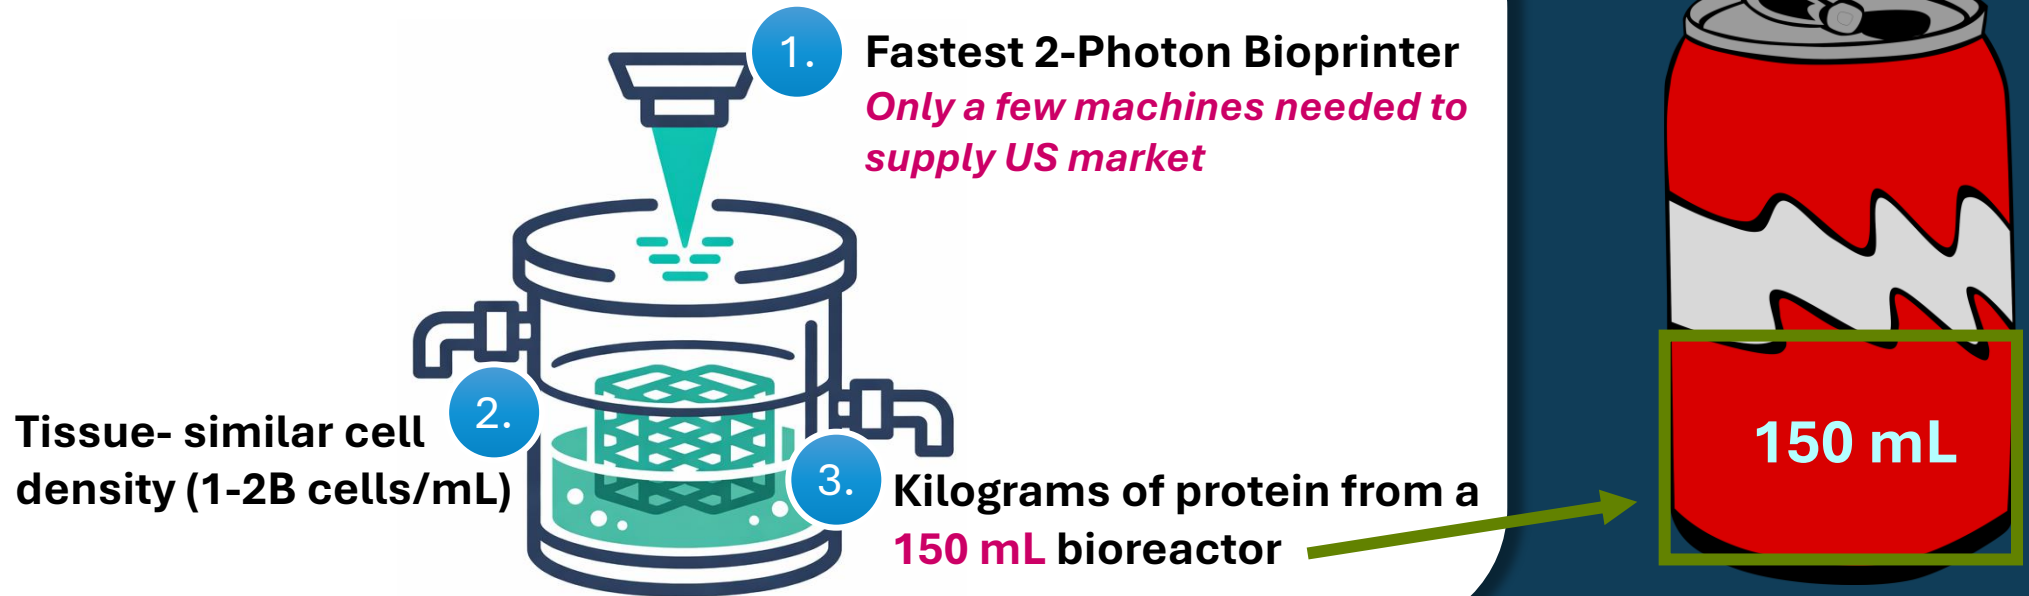 1.
Fastest 2-Photon Bioprinter
Only a few machines needed to
supply US market
2.
Tissue- similar cell
density (1-2B cells/mL)
3.
Kilograms of protein from a
150 mL bioreactor
150 mL